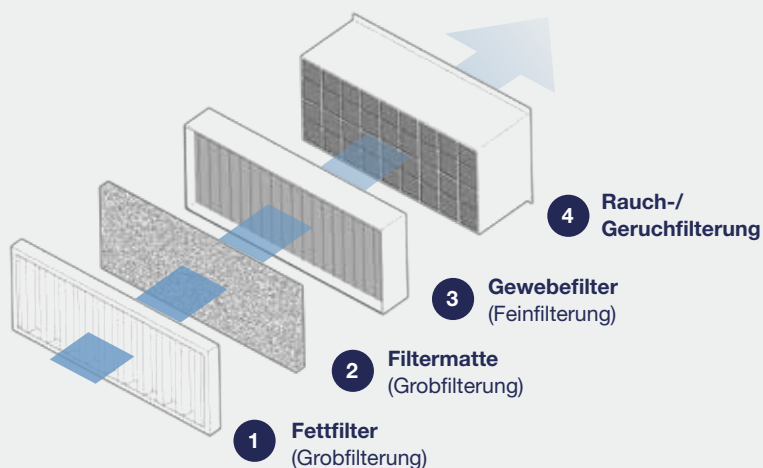 4
Rauch-/
Geruchfilterung
3
Gewebefilter
(Feinfilterung)
2
Filtermatte
(Grobfilterung)
1
Fettfilter
(Grobfilterung)